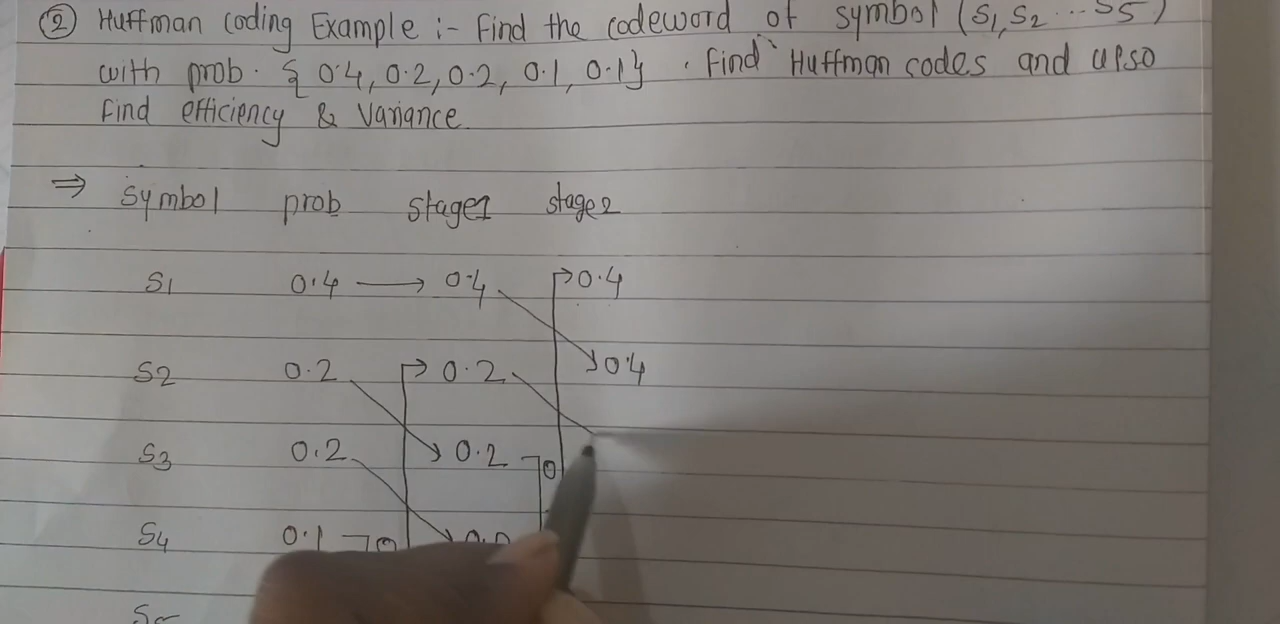 ② Huffman Coding Example :- Find the codeword of symbol (S1, S2 ... S5)
with prob. { 0.4, 0.2, 0.2, 0.1, 0.1 } . Find Huffman codes and also
find efficiency & Variance.
⇒ Symbol prob stage1 stage2
S1 0.4 → 0.4 0.4
S2 0.2 0.2 0.4
S3 0.2 0.2 0
S4 0.1 0